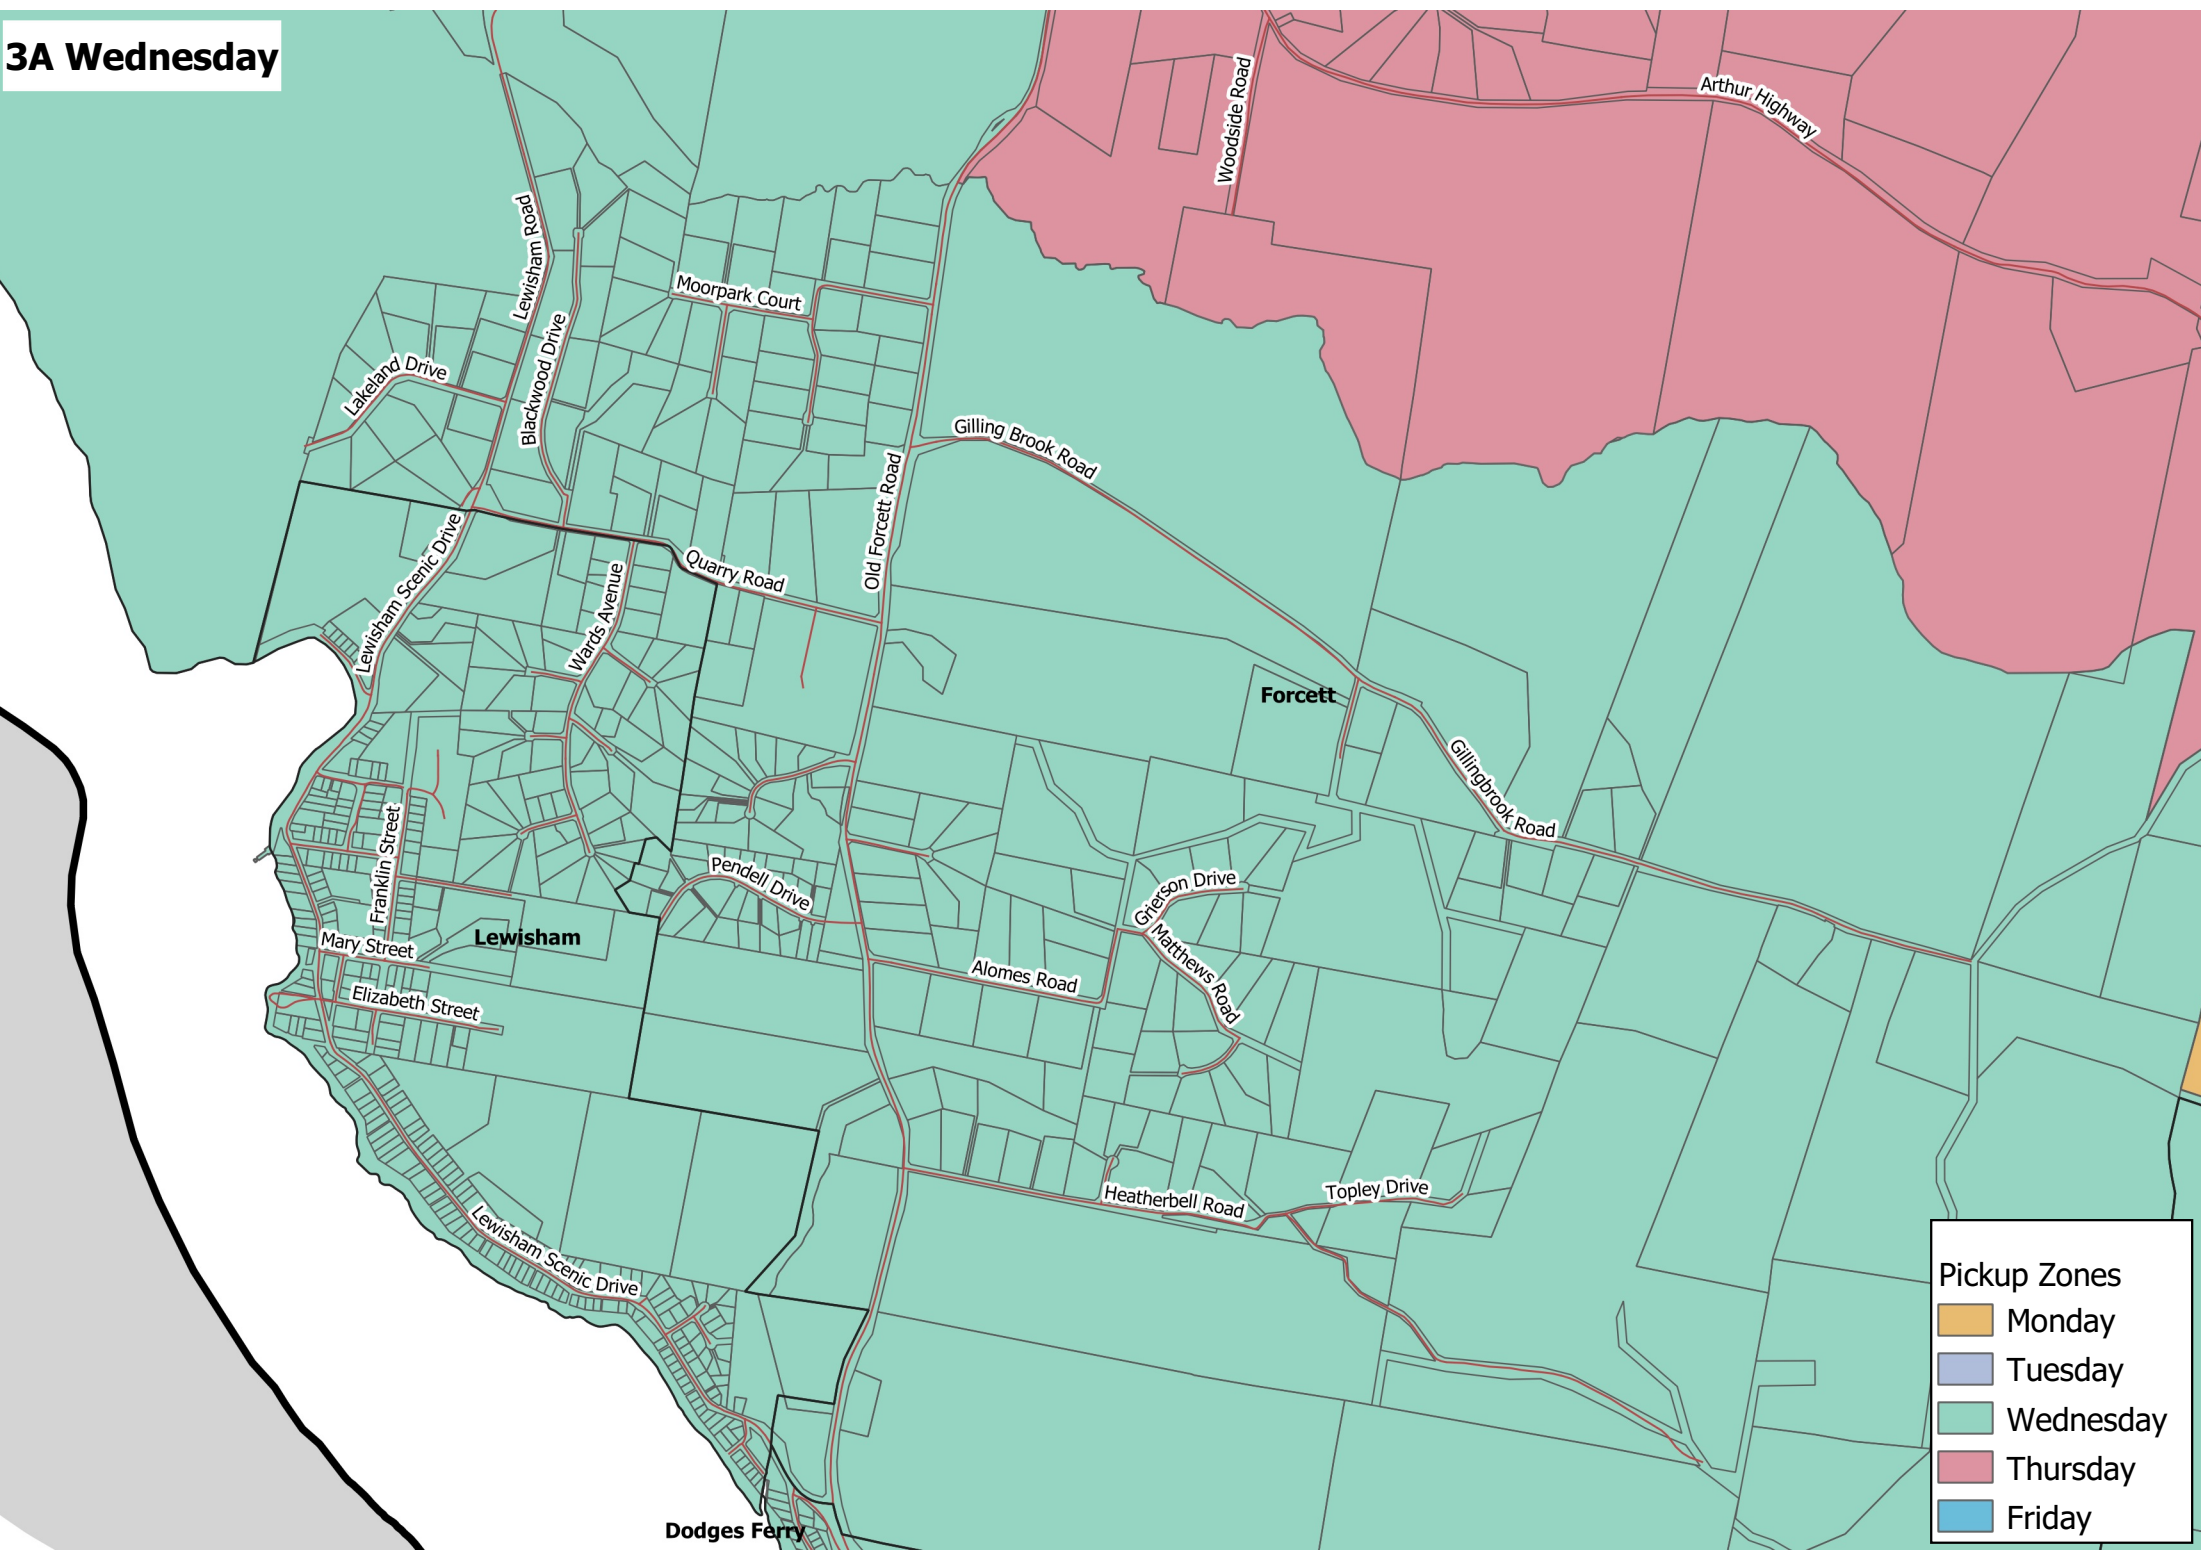 3A Wednesday
Woodside Road
Arthur Highway
Lewisham Road
Moorpark Court
Blackwood Drive
Lakeland Drive
Gilling Brook Road
Old Forcett Road
Lewisham Scenic Drive
Quarry Road
Wards Avenue
Forcett
Gillingbrook Road
Franklin Street
Pendell Drive
Grierson Drive
Matthews Road
Lewisham
Mary Street
Alomes Road
Elizabeth Street
Heatherbell Road
Topley Drive
Lewisham Scenic Drive
Dodges Ferry
Pickup Zones
Monday
Tuesday
Wednesday
Thursday
Friday